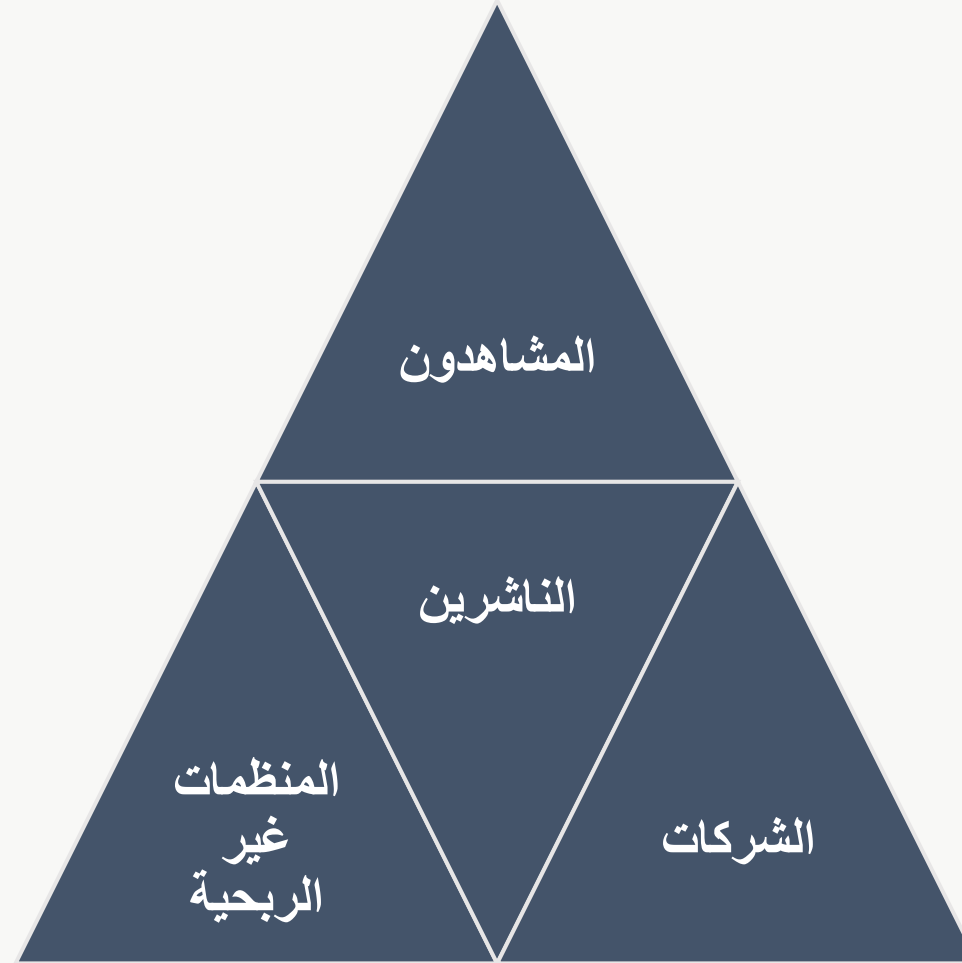 المشاهدون
الناشرين
الشركات
المنظمات
غير
الربحية